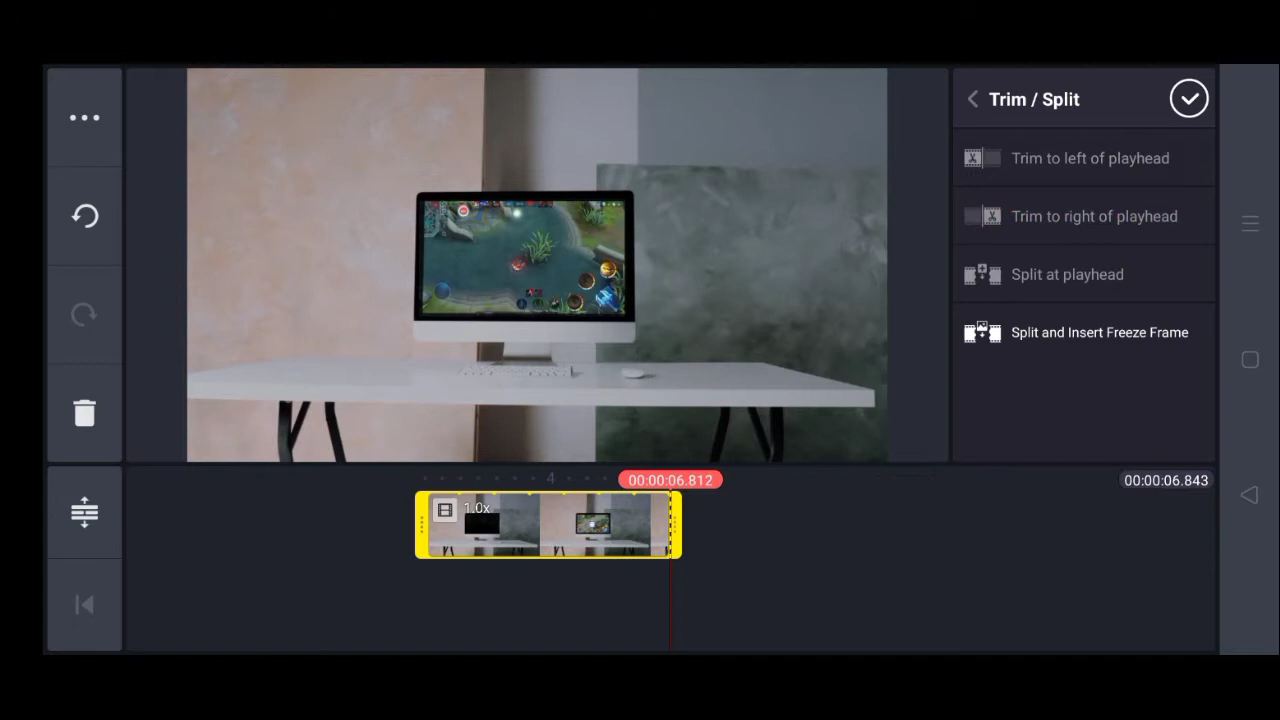 Trim / Split
Trim to left of playhead
Trim to right of playhead
Split at playhead
Split and Insert Freeze Frame
4
00:00:06.812
00:00:06.843
1.0x